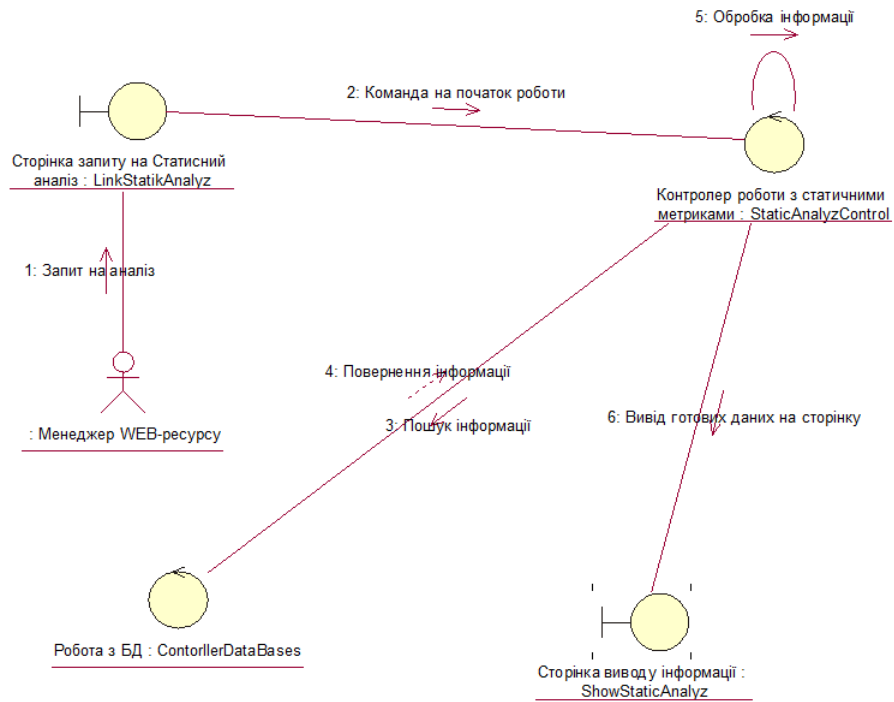 5: Обробка інформації
2: Команда на початок роботи
Сторінка запиту на Статисний
аналіз : LinkStatikAnalyz
Контролер роботи з статичними
метриками : StaticAnalyzControl
1: Запит на аналіз
4: Повернення інформації
3: Пошук інформації
6: Вивід готових даних на сторінку
: Менеджер WEB-ресурсу
Робота з БД : ContorllerDataBases
Сторінка виводу інформації :
ShowStaticAnalyz